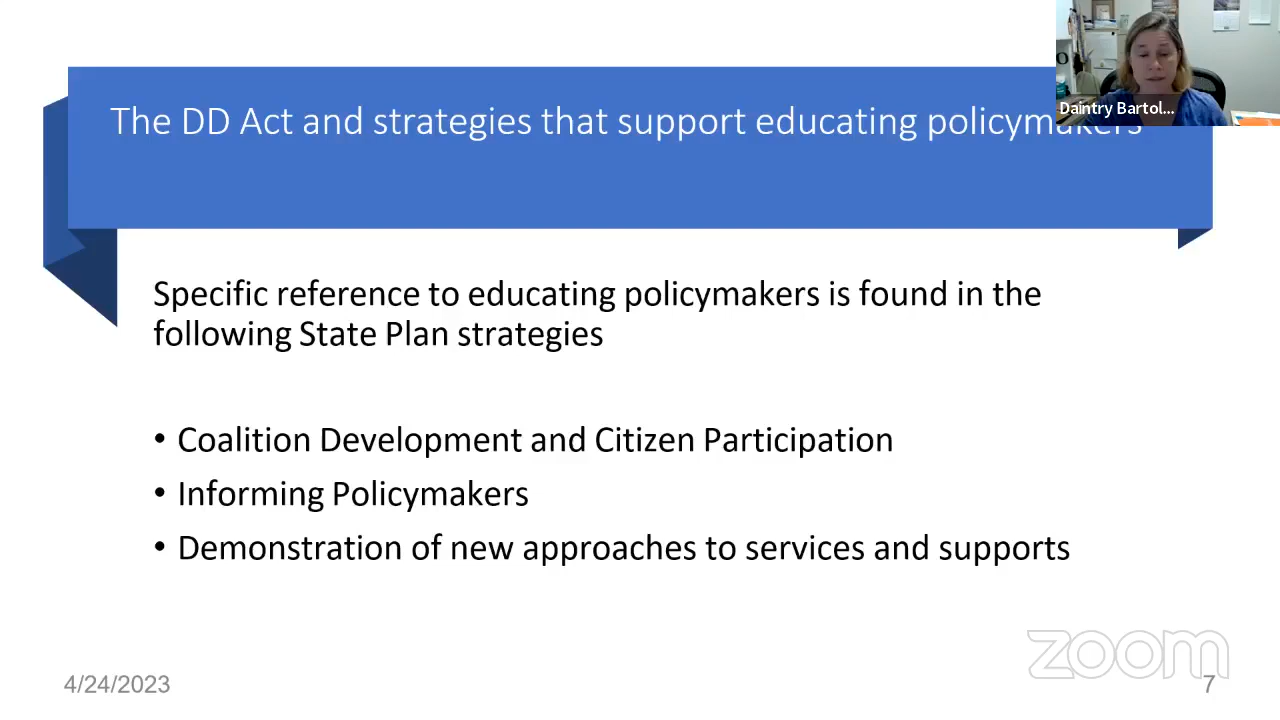 The DD Act and strategies that support educating policymakers
Daintry Bartol...
Specific reference to educating policymakers is found in the
following State Plan strategies
• Coalition Development and Citizen Participation
• Informing Policymakers
• Demonstration of new approaches to services and supports
zoom
4/24/2023
7